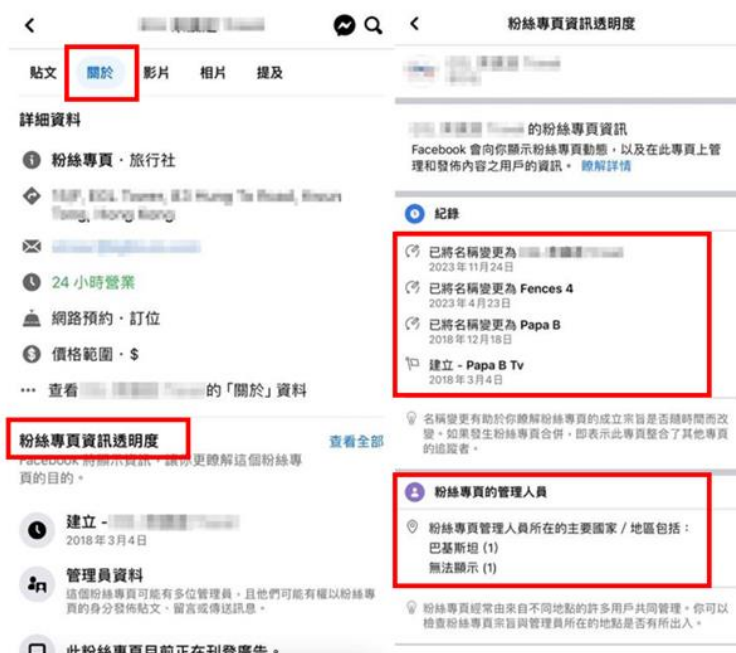 貼文
關於
影片
相片
提及
詳細資料
粉絲專頁·旅行社
24 小時營業
網路預約·訂位
價格範圍·$
查看
的「關於」資料
粉絲專頁資訊透明度
查看全部
Facebook 將顯示資訊，讓你更瞭解這個粉絲專
頁的目的。
建立 -
2018年3月4日
管理員資料
這個粉絲專頁可能有多位管理員，且他們可能有權以粉絲專
頁的身分發佈貼文、留言或傳送訊息。
此粉絲專頁目前正在刊登廣告。
粉絲專頁資訊透明度
的粉絲專頁資訊
Facebook 會向你顯示粉絲專頁動態，以及在此專頁上管
理和發佈內容之用戶的資訊。 瞭解詳情
紀錄
已將名稱變更為
2023年11月24日
已將名稱變更為 Fences 4
2023年4月23日
已將名稱變更為 Papa B
2018年12月18日
建立 - Papa B Tv
2018年3月4日
名稱變更有助於你瞭解粉絲專頁的成立宗旨是否隨時間而改
變。如果發生粉絲專頁合併，即表示此專頁整合了其他專頁
的追蹤者。
粉絲專頁的管理人員
粉絲專頁管理人員所在的主要國家 / 地區包括：
巴基斯坦 (1)
無法顯示 (1)
粉絲專頁經常由來自不同地點的許多用戶共同管理。你可以
檢查粉絲專頁宗旨與管理員所在的地點是否有所出入。